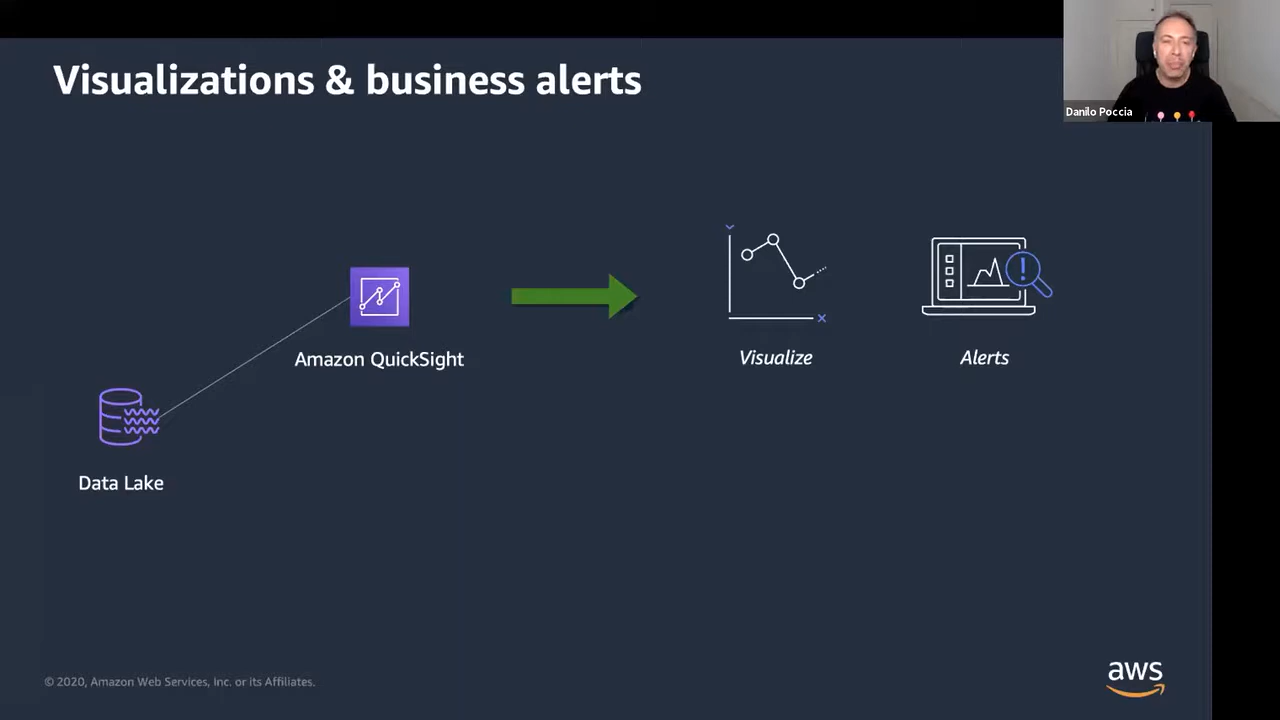 Visualizations & business alerts
Danilo Poccia
Amazon QuickSight
Visualize
Alerts
Data Lake
© 2020, Amazon Web Services, Inc. or its Affiliates.
aws